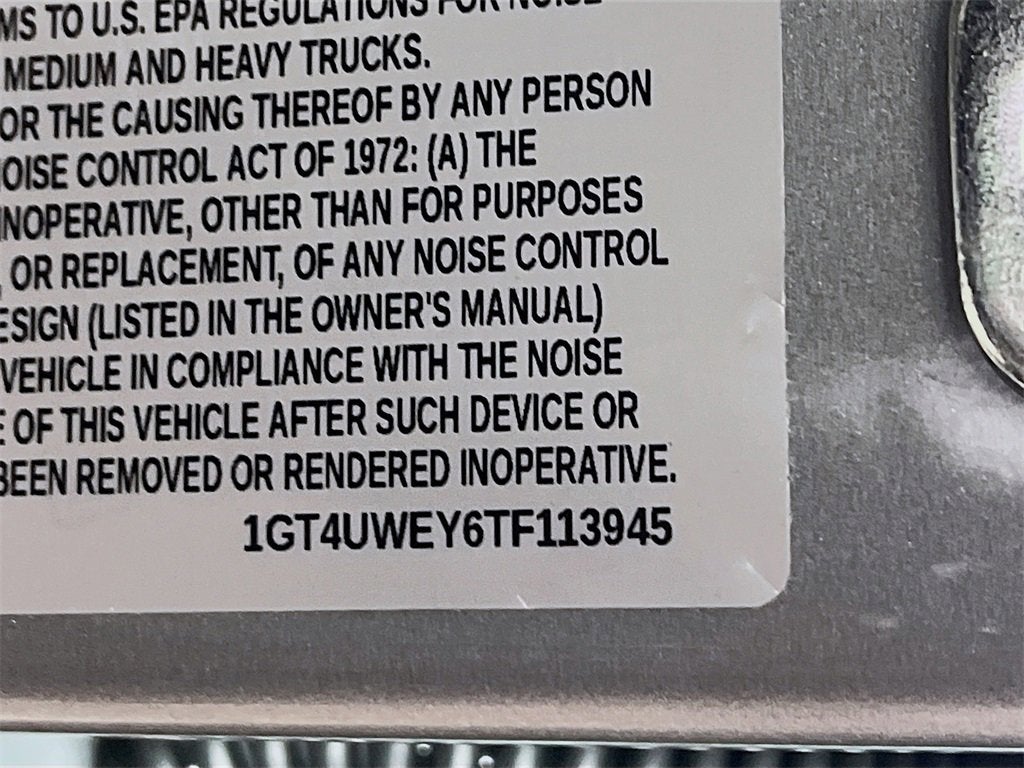 MS TO U.S. EPA REGULATIONS FOR NOISE
MEDIUM AND HEAVY TRUCKS.
OR THE CAUSING THEREOF BY ANY PERSON
OISE CONTROL ACT OF 1972: (A) THE
INOPERATIVE, OTHER THAN FOR PURPOSES
, OR REPLACEMENT, OF ANY NOISE CONTROL
ESIGN (LISTED IN THE OWNER'S MANUAL)
VEHICLE IN COMPLIANCE WITH THE NOISE
E OF THIS VEHICLE AFTER SUCH DEVICE OR
BEEN REMOVED OR RENDERED INOPERATIVE.
1GT4UWEY6TF113945